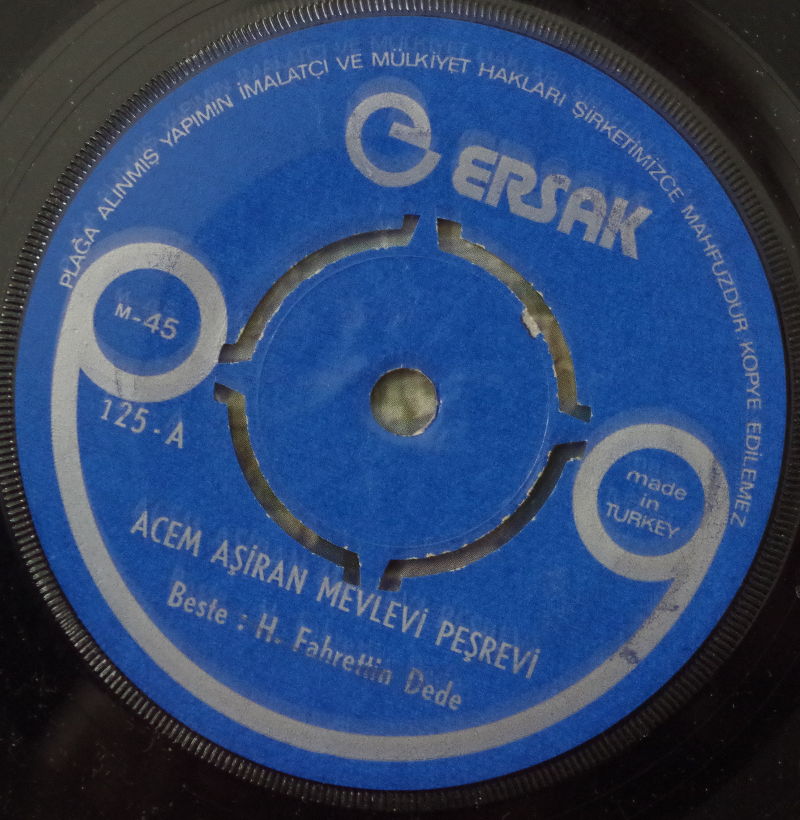 PLAĞA ALINMIŞ YAPIMIN İMALATÇI VE MÜLKİYET HAKLARI ŞİRKETİMİZCE MAHFUZDUR. KOPYE EDİLEMEZ
ERSAK
M-45
125-A
made
in
TURKEY
ACEM AŞİRAN MEVLEVİ PEŞREVİ
Beste : H. Fahrettin Dede